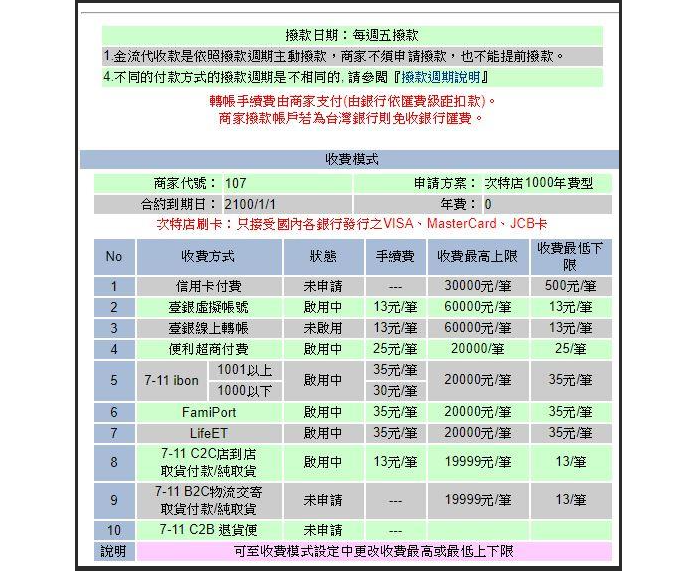 撥款日期：每週五撥款
1.金流代收款是依照撥款週期主動撥款，商家不須申請撥款，也不能提前撥款。
4.不同的付款方式的撥款週期是不相同的, 請參閱『撥款週期說明』
轉帳手續費由商家支付(由銀行依匯費級距扣款)。
商家撥款帳戶若為台灣銀行則免收銀行匯費。
收費模式
商家代號： 107 申請方案： 次特店1000年費型
合約到期日： 2100/1/1 年費： 0
次特店刷卡：只接受國內各銀行發行之VISA、MasterCard、JCB卡
No 收費方式 狀態 手續費 收費最高上限 收費最低下限
1 信用卡付費 未申請 --- 30000元/筆 500元/筆
2 臺銀虛擬帳號 啟用中 13元/筆 60000元/筆 13元/筆
3 臺銀線上轉帳 未啟用 13元/筆 60000元/筆 13元/筆
4 便利超商付費 啟用中 25元/筆 20000/筆 25/筆
5 7-11 ibon 1001以上 啟用中 35元/筆 20000元/筆 35元/筆
1000以下 30元/筆
6 FamiPort 啟用中 35元/筆 20000元/筆 35元/筆
7 LifeET 啟用中 35元/筆 20000元/筆 35元/筆
8 7-11 C2C店到店 啟用中 13元/筆 19999元/筆 13/筆
取貨付款/純取貨
9 7-11 B2C物流交寄 未申請 --- 19999元/筆 13/筆
取貨付款/純取貨
10 7-11 C2B 退貨便 未申請 ---
說明 可至收費模式設定中更改收費最高或最低上下限